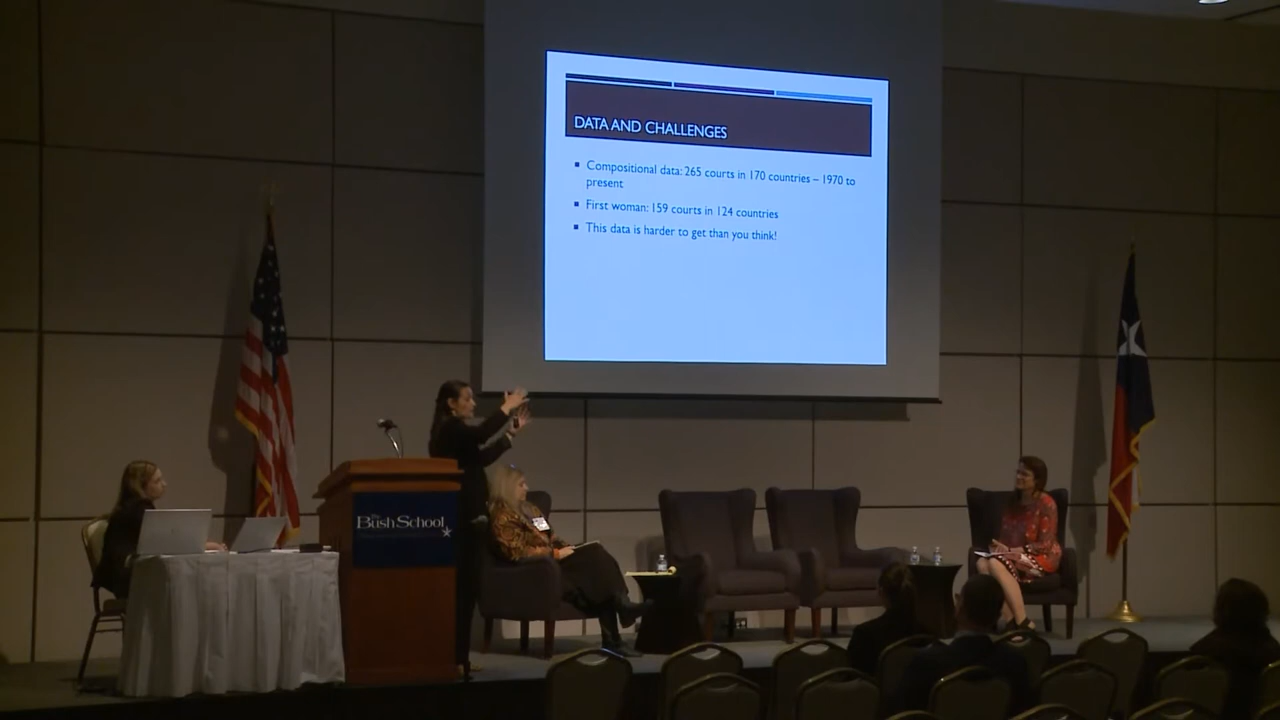 DATA AND CHALLENGES
Compositional data: 265 courts in 170 countries – 1970 to
present
First woman: 159 courts in 124 countries
This data is harder to get than you think!
The
Bush School